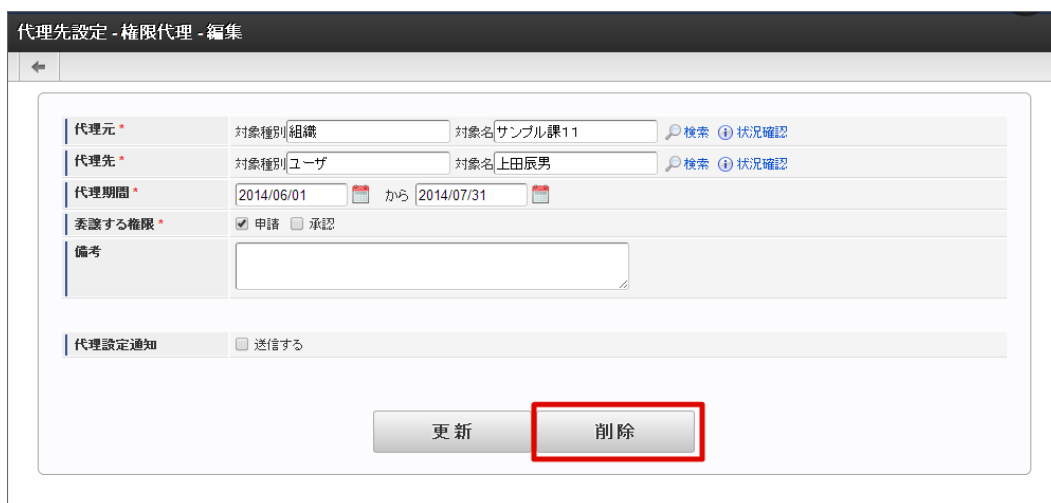 代理先設定 - 権限代理 - 編集
代理元 * 対象種別 組織 対象名 サンプル課11 検索 状況確認
代理先 * 対象種別 ユーザ 対象名 上田辰男 検索 状況確認
代理期間 * 2014/06/01 から 2014/07/31
委譲する権限 * 申請 承認
備考
代理設定通知 送信する
更新 削除